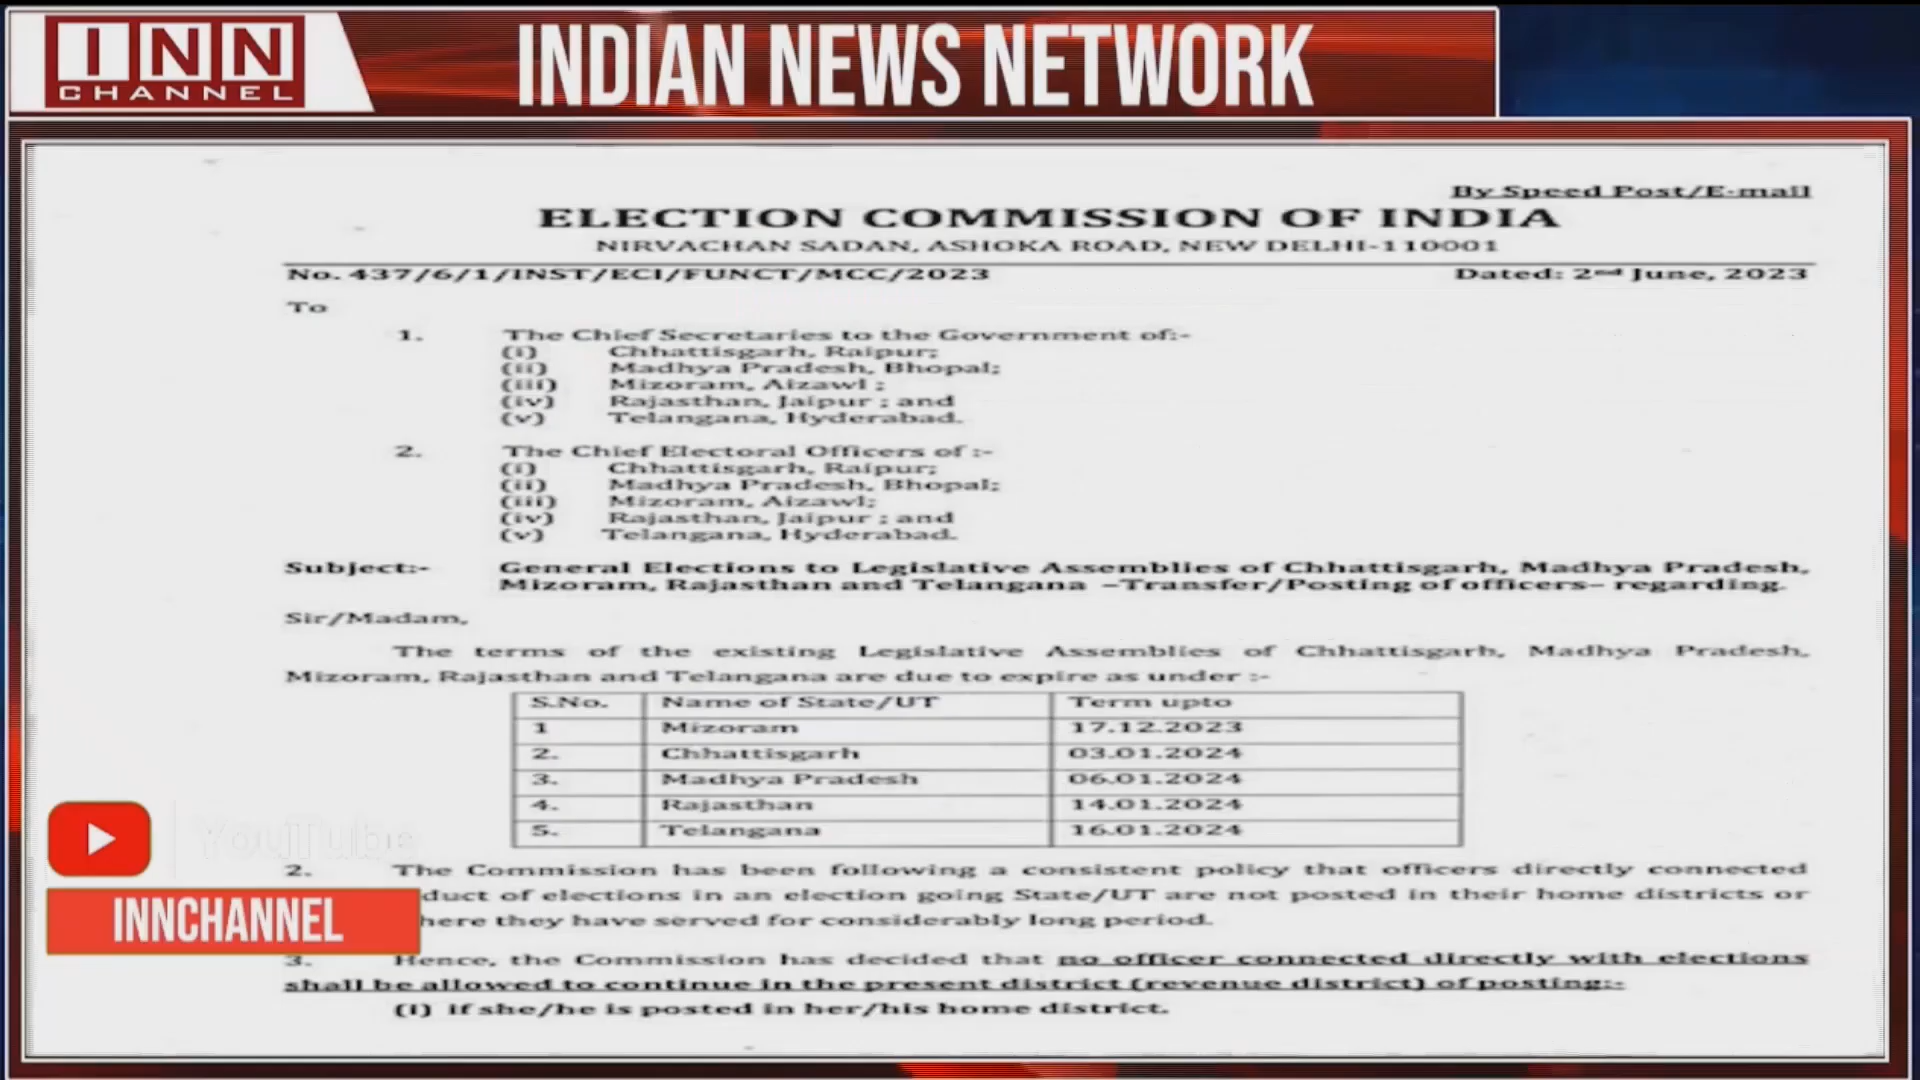 INN
CHANNEL
INDIAN NEWS NETWORK
By Speed Post/E-mail
ELECTION COMMISSION OF INDIA
NIRVACHAN SADAN, ASHOKA ROAD, NEW DELHI-110001
No. 437/6/1/INST/ECI/FUNCT/MCC/2023 Dated: 2nd June, 2023
To
1. The Chief Secretaries to the Government of:-
(i) Chhattisgarh, Raipur;
(ii) Madhya Pradesh, Bhopal;
(iii) Mizoram, Aizawl ;
(iv) Rajasthan, Jaipur ; and
(v) Telangana, Hyderabad.
2. The Chief Electoral Officers of :-
(i) Chhattisgarh, Raipur;
(ii) Madhya Pradesh, Bhopal;
(iii) Mizoram, Aizawl;
(iv) Rajasthan, Jaipur ; and
(v) Telangana, Hyderabad.
Subject:- General Elections to Legislative Assemblies of Chhattisgarh, Madhya Pradesh,
Mizoram, Rajasthan and Telangana –Transfer/Posting of officers– regarding.
Sir/Madam,
The terms of the existing Legislative Assemblies of Chhattisgarh, Madhya Pradesh,
Mizoram, Rajasthan and Telangana are due to expire as under :-
S.No. Name of State/UT Term upto
1 Mizoram 17.12.2023
2. Chhattisgarh 03.01.2024
3. Madhya Pradesh 06.01.2024
4. Rajasthan 14.01.2024
5. Telangana 16.01.2024
YouTube
2. The Commission has been following a consistent policy that officers directly connected
duct of elections in an election going State/UT are not posted in their home districts or
here they have served for considerably long period.
INNCHANNEL
3. Hence, the Commission has decided that no officer connected directly with elections
shall be allowed to continue in the present district (revenue district) of posting:-
(i) if she/he is posted in her/his home district.